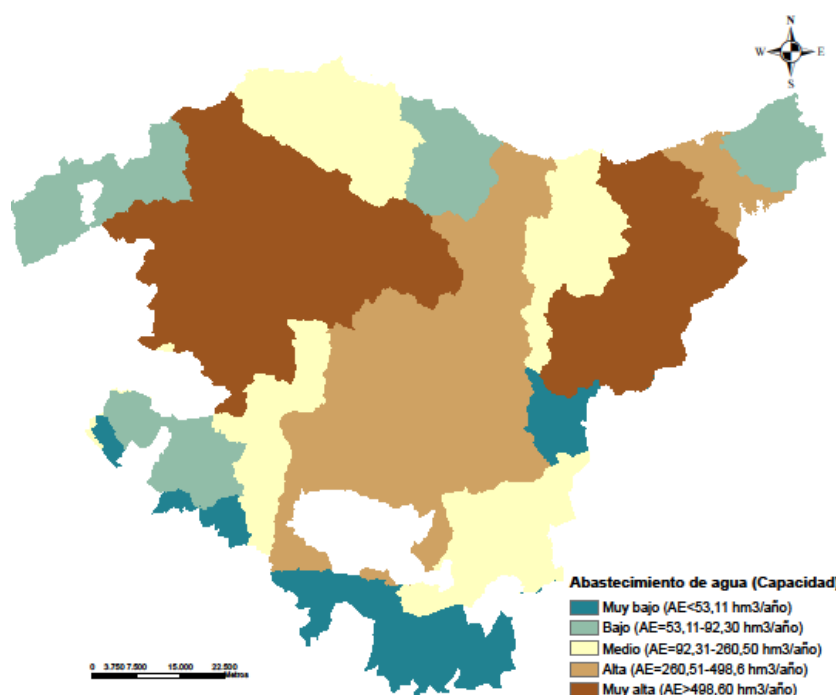 N
W E
S
Abastecimiento de agua (Capacidad)
Muy bajo (AE<53,11 hm3/año)
Bajo (AE=53,11-92,30 hm3/año)
Medio (AE=92,31-260,50 hm3/año)
Alta (AE=260,51-498,6 hm3/año)
Muy alta (AE>498,60 hm3/año)
0 3.750 7.500 15.000 22.500
Metros